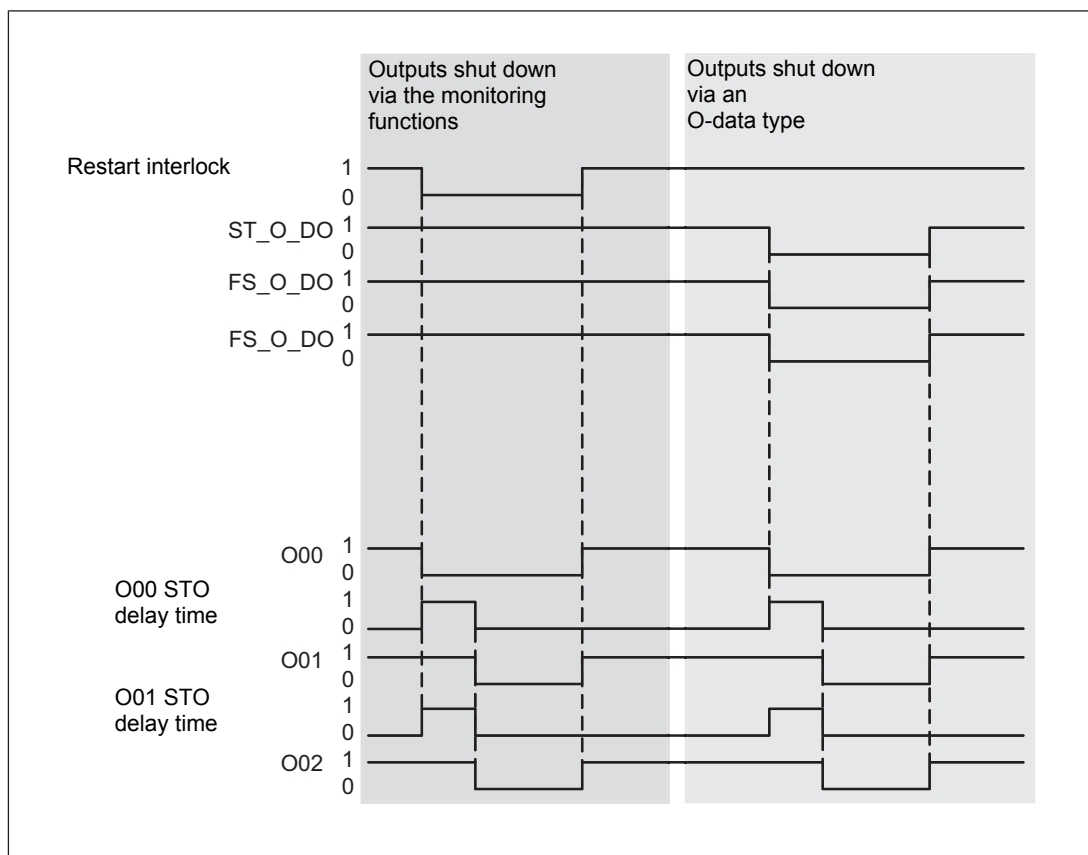 Outputs shut down
via the monitoring
functions
Outputs shut down
via an
O-data type
Restart interlock
1
0
ST_O_DO
1
0
FS_O_DO
1
0
FS_O_DO
1
0
O00
1
0
O00 STO
delay time
1
0
O01
1
0
O01 STO
delay time
1
0
O02
1
0